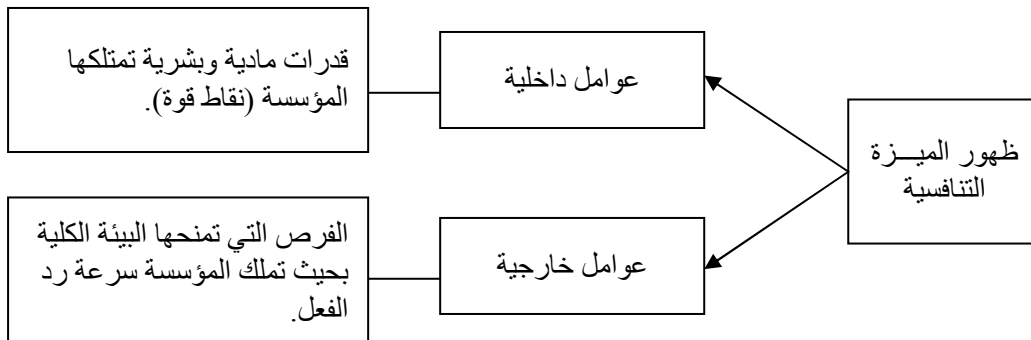 ظهور الميـــزة
التنافسية
عوامل داخلية
قدرات مادية وبشرية تمتلكها
المؤسسة (نقاط قوة).
عوامل خارجية
الفرص التي تمنحها البيئة الكلية
بحيث تملك المؤسسة سرعة رد
الفعل.